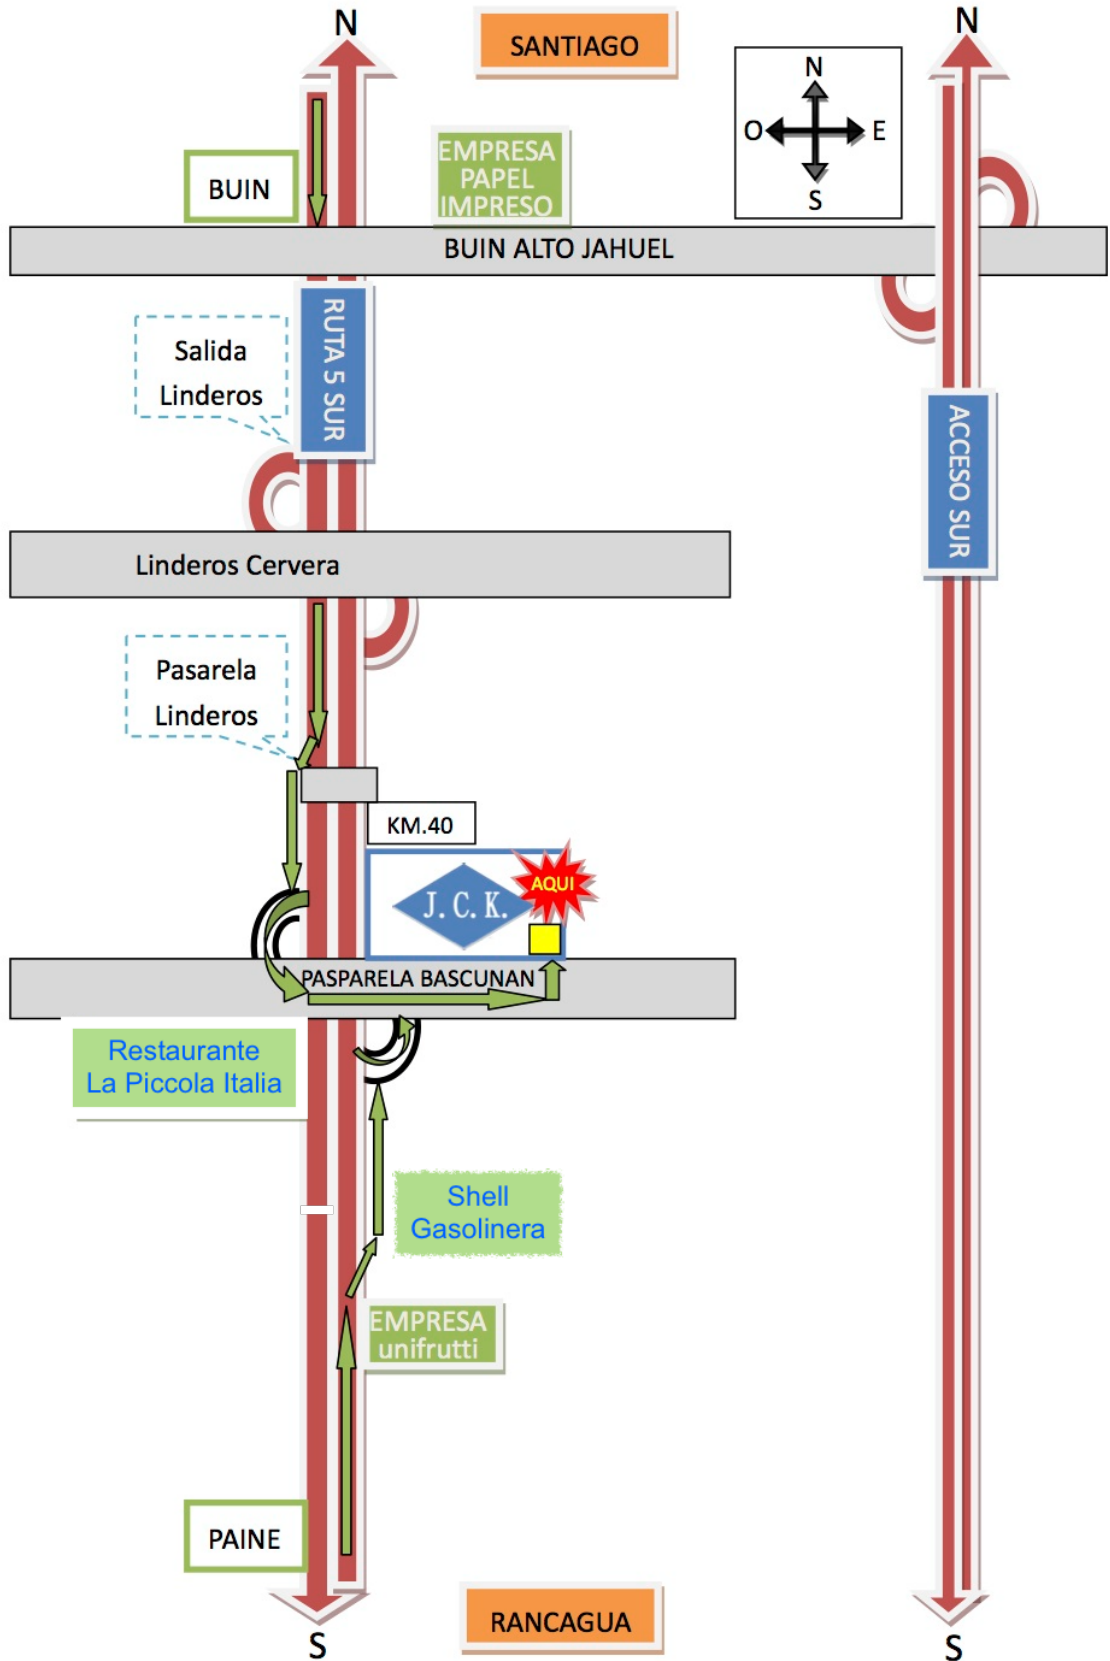 N
N
SANTIAGO
N
O
E
S
EMPRESA
PAPEL
IMPRESO
BUIN
BUIN ALTO JAHUEL
RUTA 5 SUR
Salida
Linderos
ACCESO SUR
Linderos Cervera
Pasarela
Linderos
KM.40
AQUI
J. C. K.
PASPARELA BASCUNAN
Restaurante
La Piccola Italia
Shell
Gasolinera
EMPRESA
unifrutti
PAINE
RANCAGUA
S
S